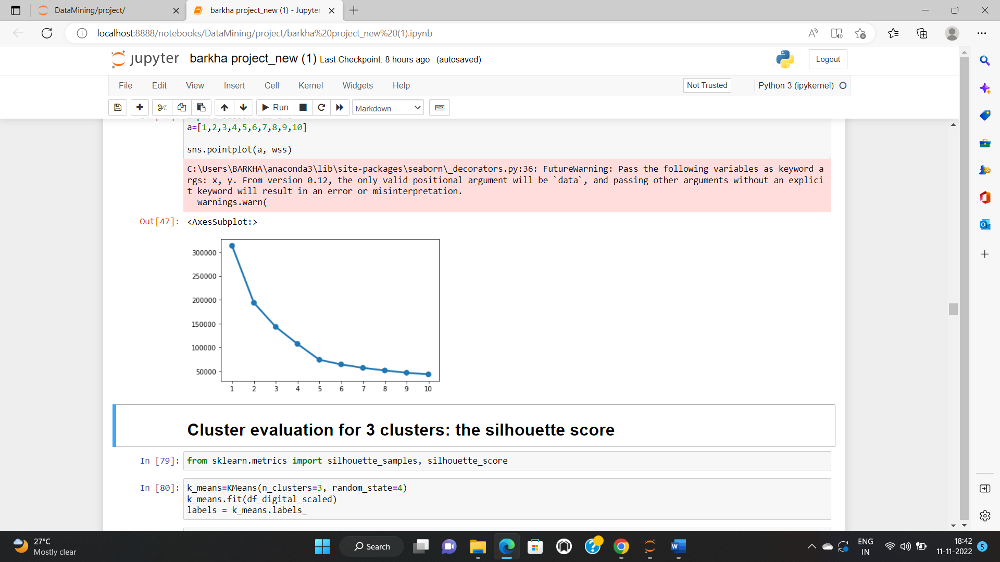 DataMining/project/
barkha project_new (1) - Jupyter
localhost:8888/notebooks/DataMining/project/barkha%20project_new%20(1).ipynb
jupyter barkha project_new (1) Last Checkpoint: 8 hours ago (autosaved)
Logout
File Edit View Insert Cell Kernel Widgets Help
Not Trusted
Python 3 (ipykernel)
Run
Markdown
a=[1,2,3,4,5,6,7,8,9,10]
sns.pointplot(a, wss)
C:\Users\BARKHA\anaconda3\lib\site-packages\seaborn\_decorators.py:36: FutureWarning: Pass the following variables as keyword a
rgs: x, y. From version 0.12, the only valid positional argument will be `data`, and passing other arguments without an explici
t keyword will result in an error or misinterpretation.
warnings.warn(
Out[47]: <AxesSubplot:>
300000
250000
200000
150000
100000
50000
1 2 3 4 5 6 7 8 9 10
Cluster evaluation for 3 clusters: the silhouette score
In [79]: from sklearn.metrics import silhouette_samples, silhouette_score
In [80]: k_means=KMeans(n_clusters=3, random_state=4)
k_means.fit(df_digital_scaled)
labels = k_means.labels_
27°C
Mostly clear
Search
ENG
IN
18:42
11-11-2022
5